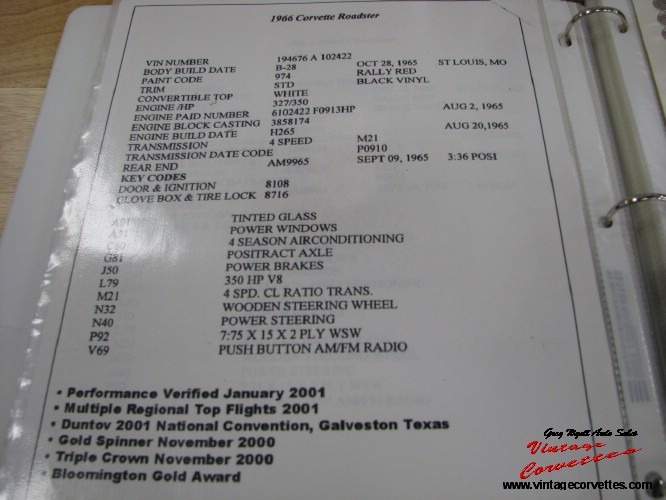 1966 Corvette Roadster
VIN NUMBER 194676 A 102422
BODY BUILD DATE B-28 OCT 28, 1965 ST LOUIS, MO
PAINT CODE 974 RALLY RED
TRIM STD BLACK VINYL
CONVERTIBLE TOP WHITE
ENGINE /HP 327/350
ENGINE PAID NUMBER 6102422 F0913HP
ENGINE BLOCK CASTING 3858174 AUG 2, 1965
ENGINE BUILD DATE H265 AUG 20,1965
TRANSMISSION 4 SPEED M21
TRANSMISSION DATE CODE P0910
REAR END AM9965 SEPT 09, 1965 3:36 POSI
KEY CODES
DOOR & IGNITION 8108
GLOVE BOX & TIRE LOCK 8716
A01 TINTED GLASS
A31 POWER WINDOWS
C60 4 SEASON AIRCONDITIONING
G81 POSITRACT AXLE
J50 POWER BRAKES
L79 350 HP V8
M21 4 SPD. CL RATIO TRANS.
N32 WOODEN STEERING WHEEL
N40 POWER STEERING
P92 7:75 X 15 X 2 PLY WSW
V69 PUSH BUTTON AM/FM RADIO
• Performance Verified January 2001
• Multiple Regional Top Flights 2001
• Duntov 2001 National Convention, Galveston Texas
• Gold Spinner November 2000
• Triple Crown November 2000
• Bloomington Gold Award
Greg Wyatt Auto Sales
Vintage
Corvettes
www.vintagecorvettes.com